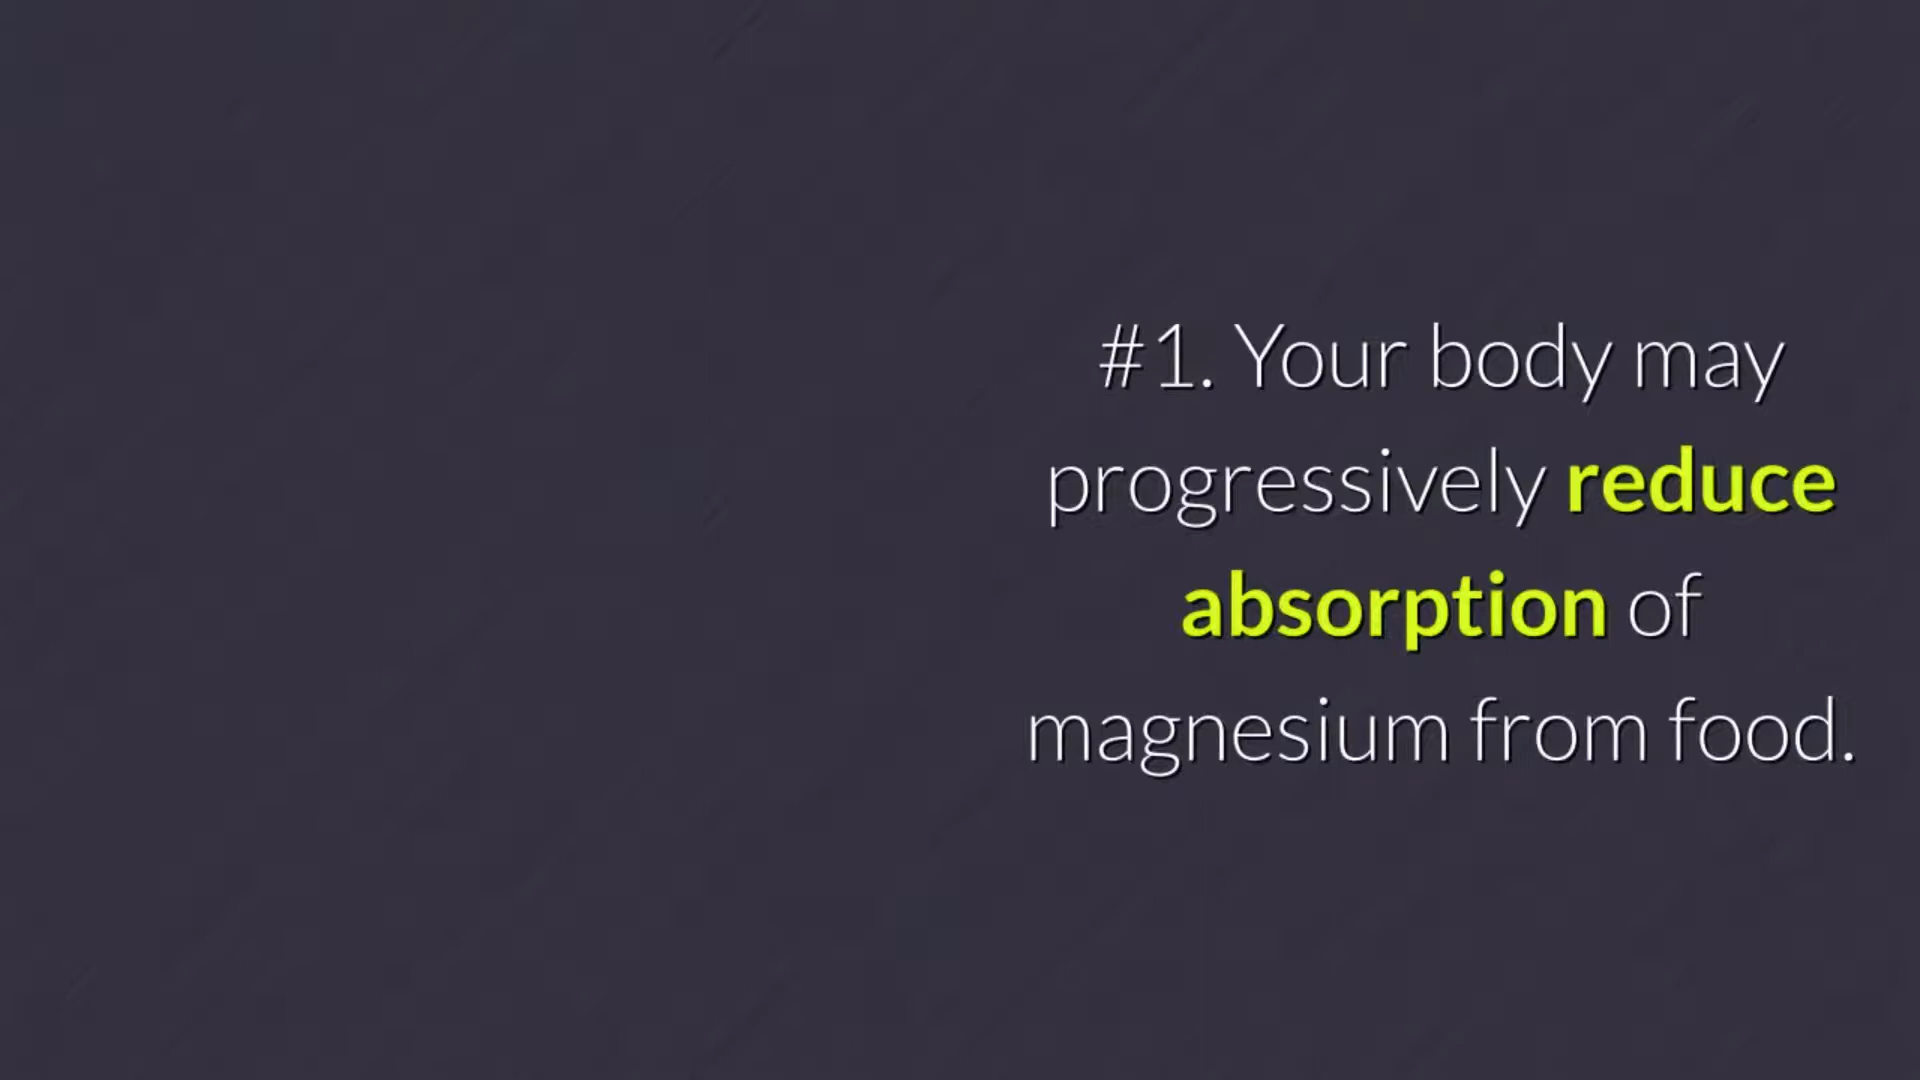 #1. Your body may
progressively reduce
absorption of
magnesium from food.